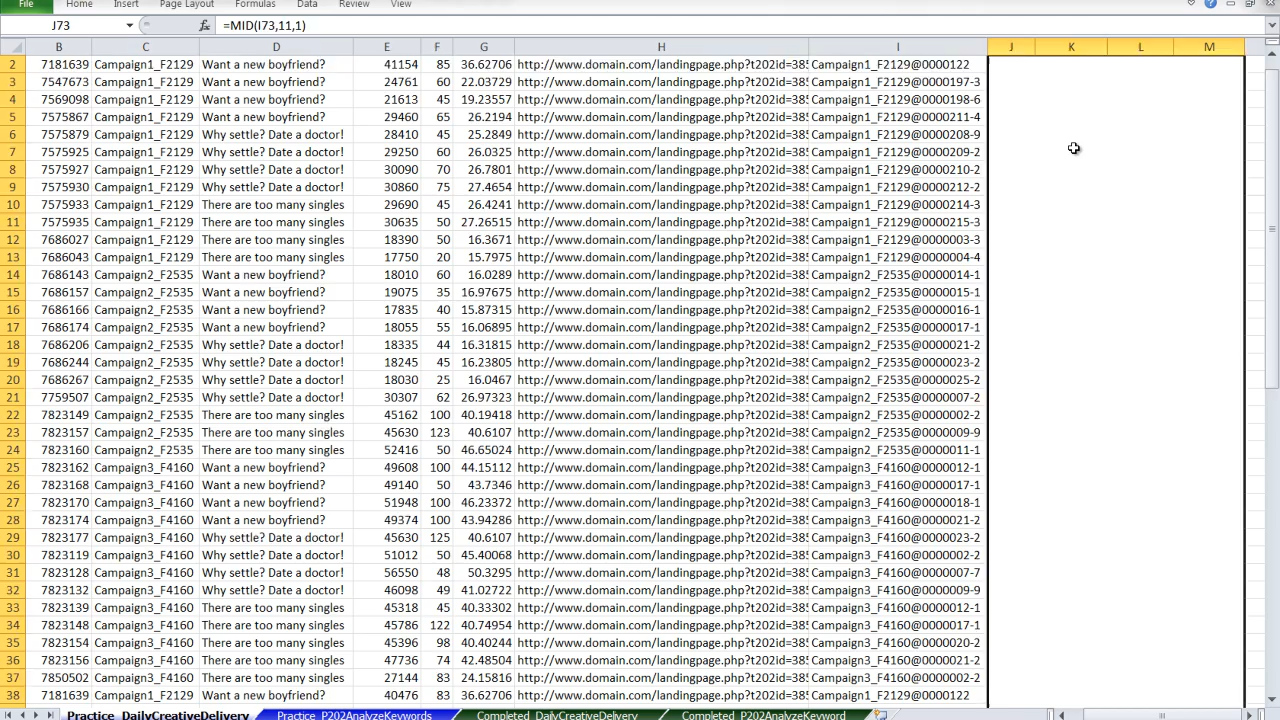 File Home Insert Page Layout Formulas Data Review View
J73 fx =MID(I73,11,1)
B C D E F G H I J K L M
2 7181639 Campaign1_F2129 Want a new boyfriend? 41154 85 36.62706 http://www.domain.com/landingpage.php?t202id=385 Campaign1_F2129@0000122
3 7547673 Campaign1_F2129 Want a new boyfriend? 24761 60 22.03729 http://www.domain.com/landingpage.php?t202id=385 Campaign1_F2129@0000197-3
4 7569098 Campaign1_F2129 Want a new boyfriend? 21613 45 19.23557 http://www.domain.com/landingpage.php?t202id=385 Campaign1_F2129@0000198-6
5 7575867 Campaign1_F2129 Want a new boyfriend? 29460 65 26.2194 http://www.domain.com/landingpage.php?t202id=385 Campaign1_F2129@0000211-4
6 7575879 Campaign1_F2129 Why settle? Date a doctor! 28410 45 25.2849 http://www.domain.com/landingpage.php?t202id=385 Campaign1_F2129@0000208-9
7 7575925 Campaign1_F2129 Why settle? Date a doctor! 29250 60 26.0325 http://www.domain.com/landingpage.php?t202id=385 Campaign1_F2129@0000209-2
8 7575927 Campaign1_F2129 Why settle? Date a doctor! 30090 70 26.7801 http://www.domain.com/landingpage.php?t202id=385 Campaign1_F2129@0000210-2
9 7575930 Campaign1_F2129 Why settle? Date a doctor! 30860 75 27.4654 http://www.domain.com/landingpage.php?t202id=385 Campaign1_F2129@0000212-2
10 7575933 Campaign1_F2129 There are too many singles 29690 45 26.4241 http://www.domain.com/landingpage.php?t202id=385 Campaign1_F2129@0000214-3
11 7575935 Campaign1_F2129 There are too many singles 30635 50 27.26515 http://www.domain.com/landingpage.php?t202id=385 Campaign1_F2129@0000215-3
12 7686027 Campaign1_F2129 There are too many singles 18390 50 16.3671 http://www.domain.com/landingpage.php?t202id=385 Campaign1_F2129@0000003-3
13 7686043 Campaign1_F2129 There are too many singles 17750 20 15.7975 http://www.domain.com/landingpage.php?t202id=385 Campaign1_F2129@0000004-4
14 7686143 Campaign2_F2535 Want a new boyfriend? 18010 60 16.0289 http://www.domain.com/landingpage.php?t202id=385 Campaign2_F2535@0000014-1
15 7686157 Campaign2_F2535 Want a new boyfriend? 19075 35 16.97675 http://www.domain.com/landingpage.php?t202id=385 Campaign2_F2535@0000015-1
16 7686166 Campaign2_F2535 Want a new boyfriend? 17835 40 15.87315 http://www.domain.com/landingpage.php?t202id=385 Campaign2_F2535@0000016-1
17 7686174 Campaign2_F2535 Want a new boyfriend? 18055 55 16.06895 http://www.domain.com/landingpage.php?t202id=385 Campaign2_F2535@0000017-1
18 7686206 Campaign2_F2535 Why settle? Date a doctor! 18335 44 16.31815 http://www.domain.com/landingpage.php?t202id=385 Campaign2_F2535@0000021-2
19 7686244 Campaign2_F2535 Why settle? Date a doctor! 18245 45 16.23805 http://www.domain.com/landingpage.php?t202id=385 Campaign2_F2535@0000023-2
20 7686267 Campaign2_F2535 Why settle? Date a doctor! 18030 25 16.0467 http://www.domain.com/landingpage.php?t202id=385 Campaign2_F2535@0000025-2
21 7759507 Campaign2_F2535 Why settle? Date a doctor! 30307 62 26.97323 http://www.domain.com/landingpage.php?t202id=385 Campaign2_F2535@0000007-2
22 7823149 Campaign2_F2535 There are too many singles 45162 100 40.19418 http://www.domain.com/landingpage.php?t202id=385 Campaign2_F2535@0000002-2
23 7823157 Campaign2_F2535 There are too many singles 45630 123 40.6107 http://www.domain.com/landingpage.php?t202id=385 Campaign2_F2535@0000009-9
24 7823160 Campaign2_F2535 There are too many singles 52416 50 46.65024 http://www.domain.com/landingpage.php?t202id=385 Campaign2_F2535@0000011-1
25 7823162 Campaign3_F4160 Want a new boyfriend? 49608 100 44.15112 http://www.domain.com/landingpage.php?t202id=385 Campaign3_F4160@0000012-1
26 7823168 Campaign3_F4160 Want a new boyfriend? 49140 50 43.7346 http://www.domain.com/landingpage.php?t202id=385 Campaign3_F4160@0000017-1
27 7823170 Campaign3_F4160 Want a new boyfriend? 51948 100 46.23372 http://www.domain.com/landingpage.php?t202id=385 Campaign3_F4160@0000018-1
28 7823174 Campaign3_F4160 Want a new boyfriend? 49374 100 43.94286 http://www.domain.com/landingpage.php?t202id=385 Campaign3_F4160@0000021-2
29 7823177 Campaign3_F4160 Why settle? Date a doctor! 45630 125 40.6107 http://www.domain.com/landingpage.php?t202id=385 Campaign3_F4160@0000023-2
30 7823119 Campaign3_F4160 Why settle? Date a doctor! 51012 50 45.40068 http://www.domain.com/landingpage.php?t202id=385 Campaign3_F4160@0000002-2
31 7823128 Campaign3_F4160 Why settle? Date a doctor! 56550 48 50.3295 http://www.domain.com/landingpage.php?t202id=385 Campaign3_F4160@0000007-7
32 7823132 Campaign3_F4160 Why settle? Date a doctor! 46098 49 41.02722 http://www.domain.com/landingpage.php?t202id=385 Campaign3_F4160@0000009-9
33 7823139 Campaign3_F4160 There are too many singles 45318 45 40.33302 http://www.domain.com/landingpage.php?t202id=385 Campaign3_F4160@0000012-1
34 7823148 Campaign3_F4160 There are too many singles 45786 122 40.74954 http://www.domain.com/landingpage.php?t202id=385 Campaign3_F4160@0000017-1
35 7823154 Campaign3_F4160 There are too many singles 45396 98 40.40244 http://www.domain.com/landingpage.php?t202id=385 Campaign3_F4160@0000020-2
36 7823156 Campaign3_F4160 There are too many singles 47736 74 42.48504 http://www.domain.com/landingpage.php?t202id=385 Campaign3_F4160@0000021-2
37 7850502 Campaign3_F4160 There are too many singles 27144 83 24.15816 http://www.domain.com/landingpage.php?t202id=385 Campaign3_F4160@0000002-2
38 7181639 Campaign1_F2129 Want a new boyfriend? 40476 83 36.62706 http://www.domain.com/landingpage.php?t202id=385 Campaign1_F2129@0000122
Practice_DailyCreativeDelivery Practice_P202AnalyzeKeywords Completed_DailyCreativeDelivery Completed_P202AnalyzeKeyword